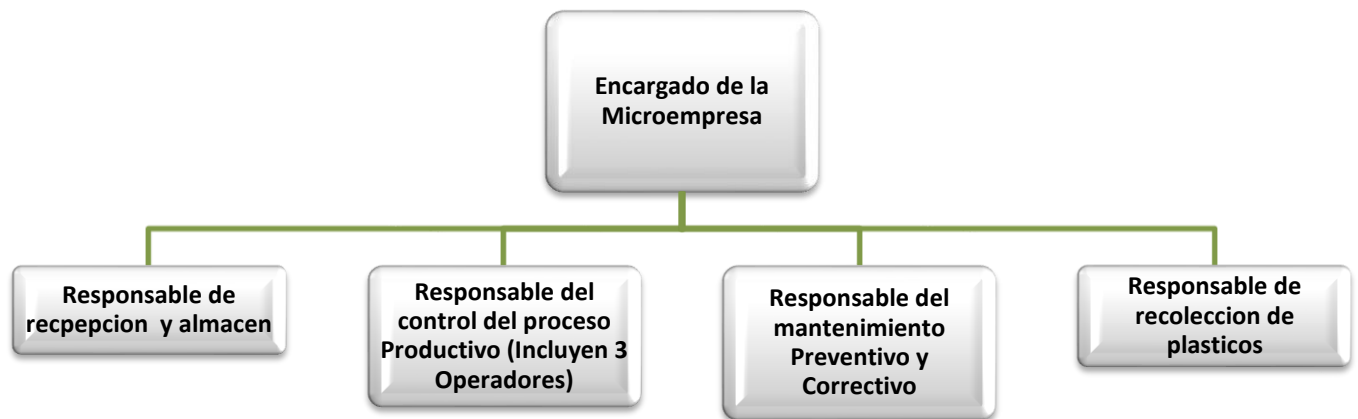 Encargado de la
Microempresa
Responsable de
recpepcion y almacen
Responsable del
control del proceso
Productivo (Incluyen 3
Operadores)
Responsable del
mantenimiento
Preventivo y
Correctivo
Responsable de
recoleccion de
plasticos